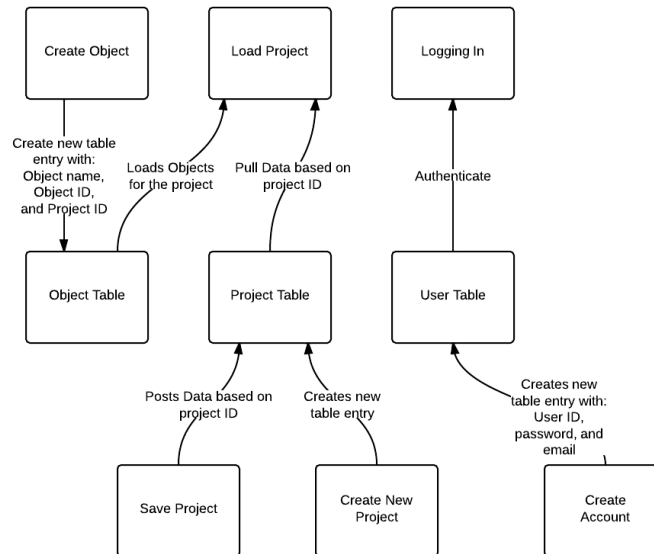 Create Object
Load Project
Logging In
Create new table
entry with:
Object name,
Object ID,
and Project ID
Loads Objects
for the project
Pull Data based on
project ID
Authenticate
Object Table
Project Table
User Table
Posts Data based on
project ID
Creates new
table entry
Creates new
table entry with:
User ID,
password, and
email
Save Project
Create New
Project
Create
Account